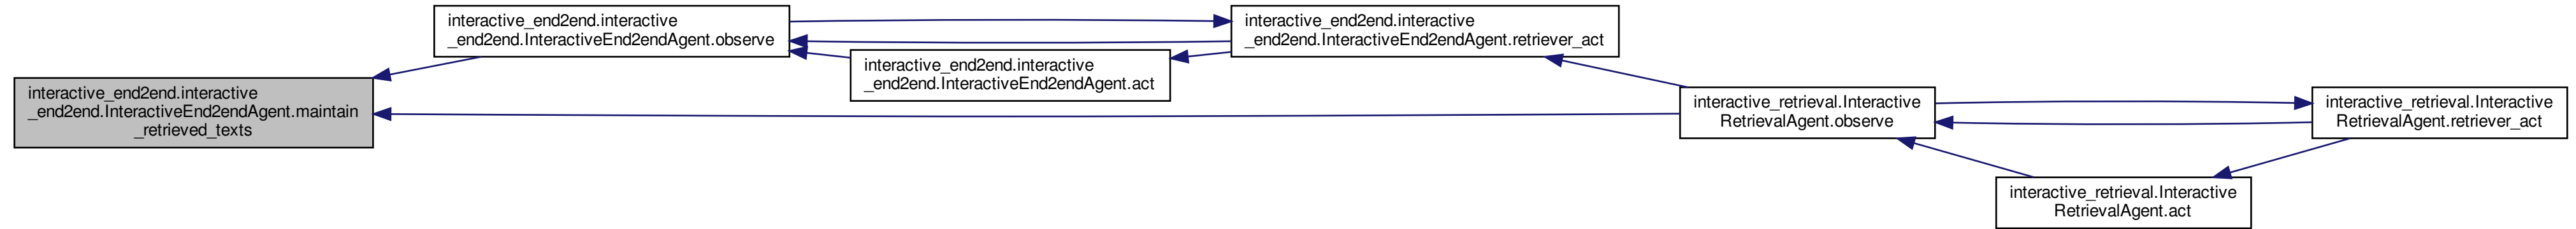 interactive_end2end.interactive
_end2end.InteractiveEnd2endAgent.maintain
_retrieved_texts
interactive_end2end.interactive
_end2end.InteractiveEnd2endAgent.observe
interactive_end2end.interactive
_end2end.InteractiveEnd2endAgent.act
interactive_end2end.interactive
_end2end.InteractiveEnd2endAgent.retriever_act
interactive_retrieval.Interactive
RetrievalAgent.observe
interactive_retrieval.Interactive
RetrievalAgent.act
interactive_retrieval.Interactive
RetrievalAgent.retriever_act